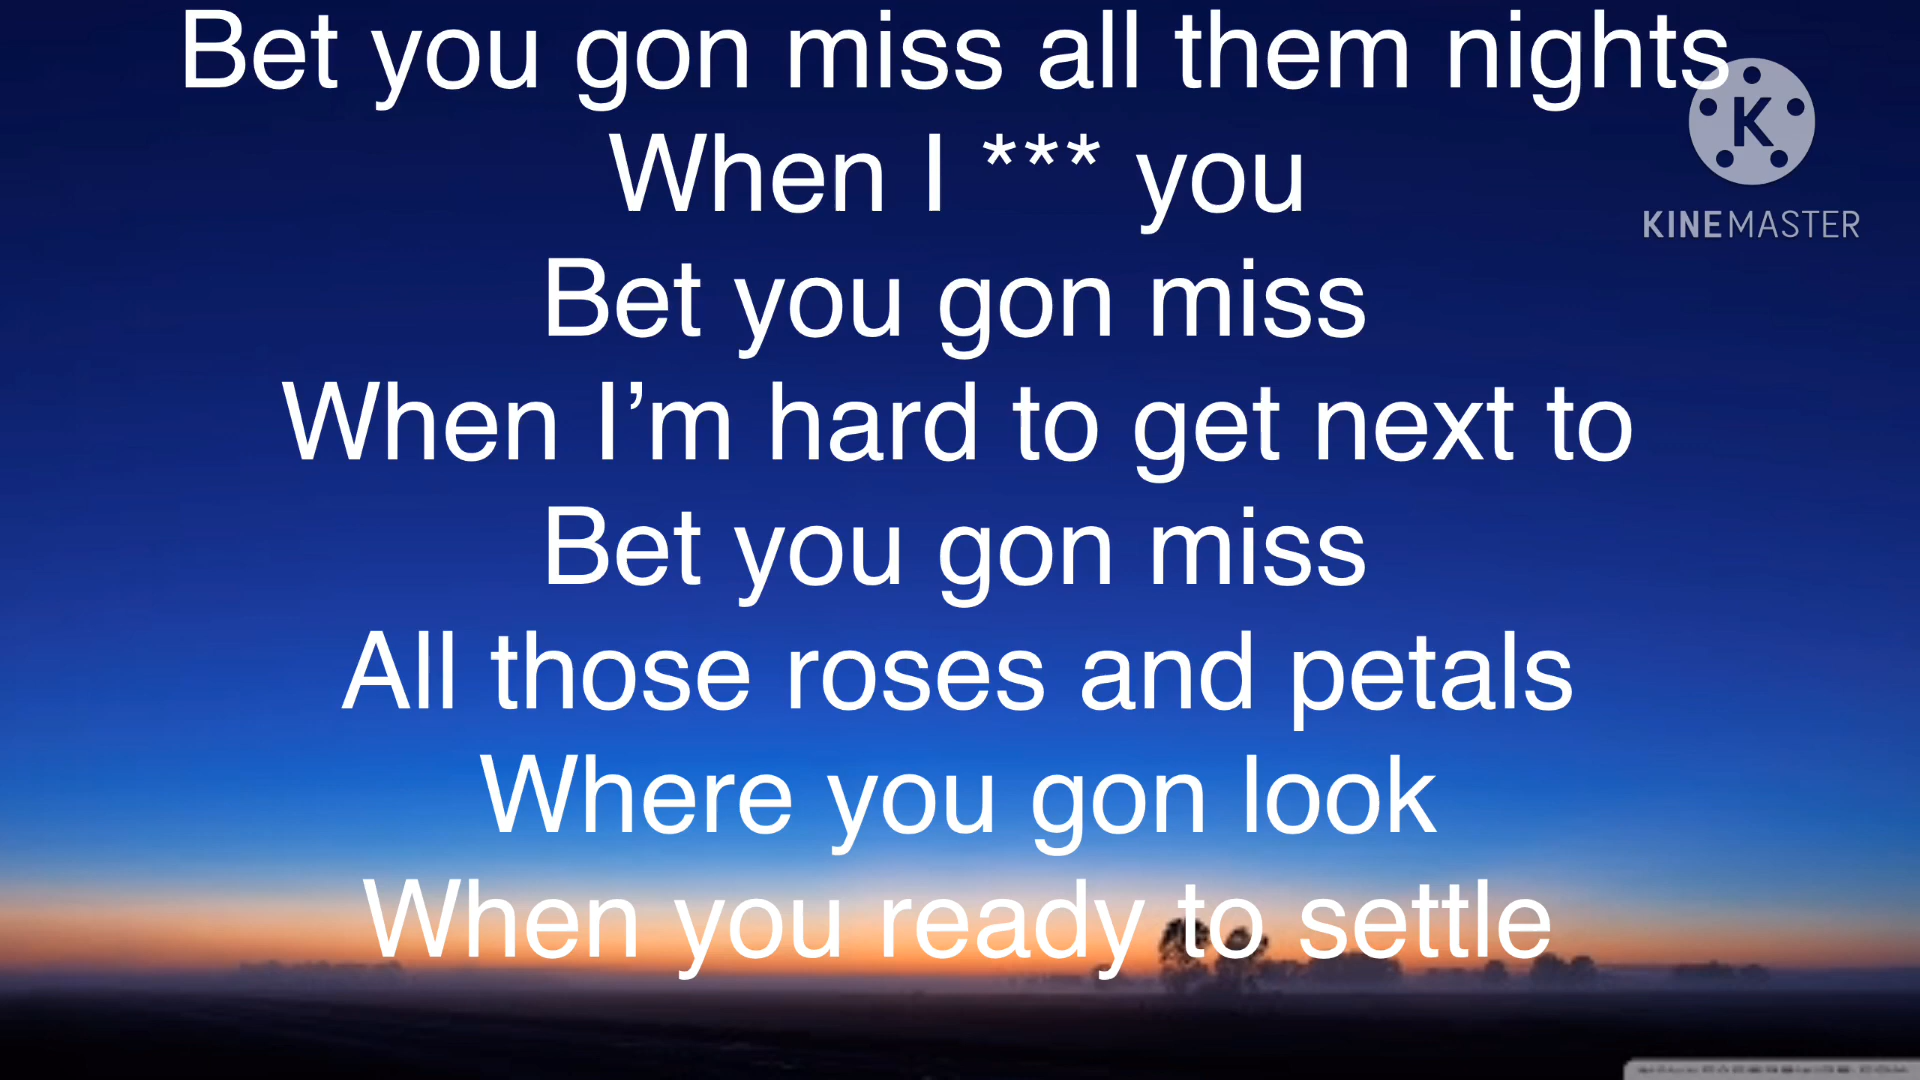 Bet you gon miss all them nights
When I *** you
Bet you gon miss
When I’m hard to get next to
Bet you gon miss
All those roses and petals
Where you gon look
When you ready to settle
K
KINEMASTER